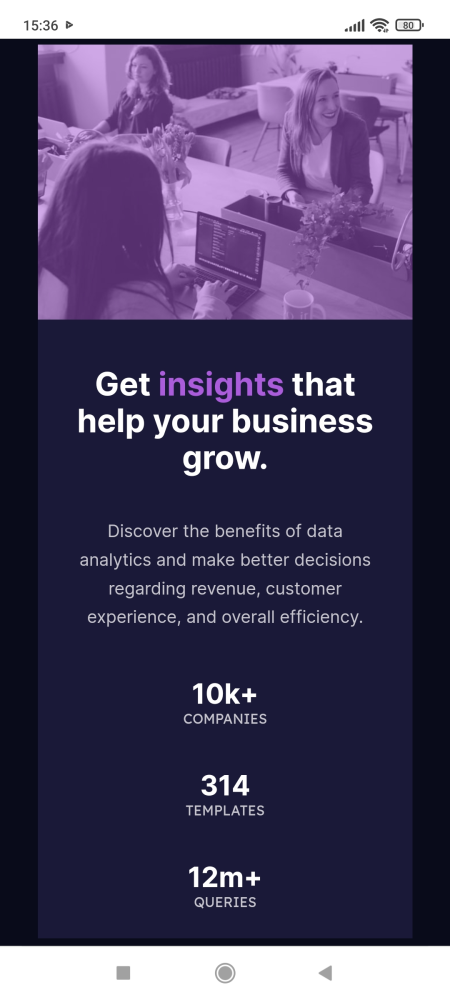 15:36
80
Get insights that
help your business
grow.
Discover the benefits of data
analytics and make better decisions
regarding revenue, customer
experience, and overall efficiency.
10k+
COMPANIES
314
TEMPLATES
12m+
QUERIES